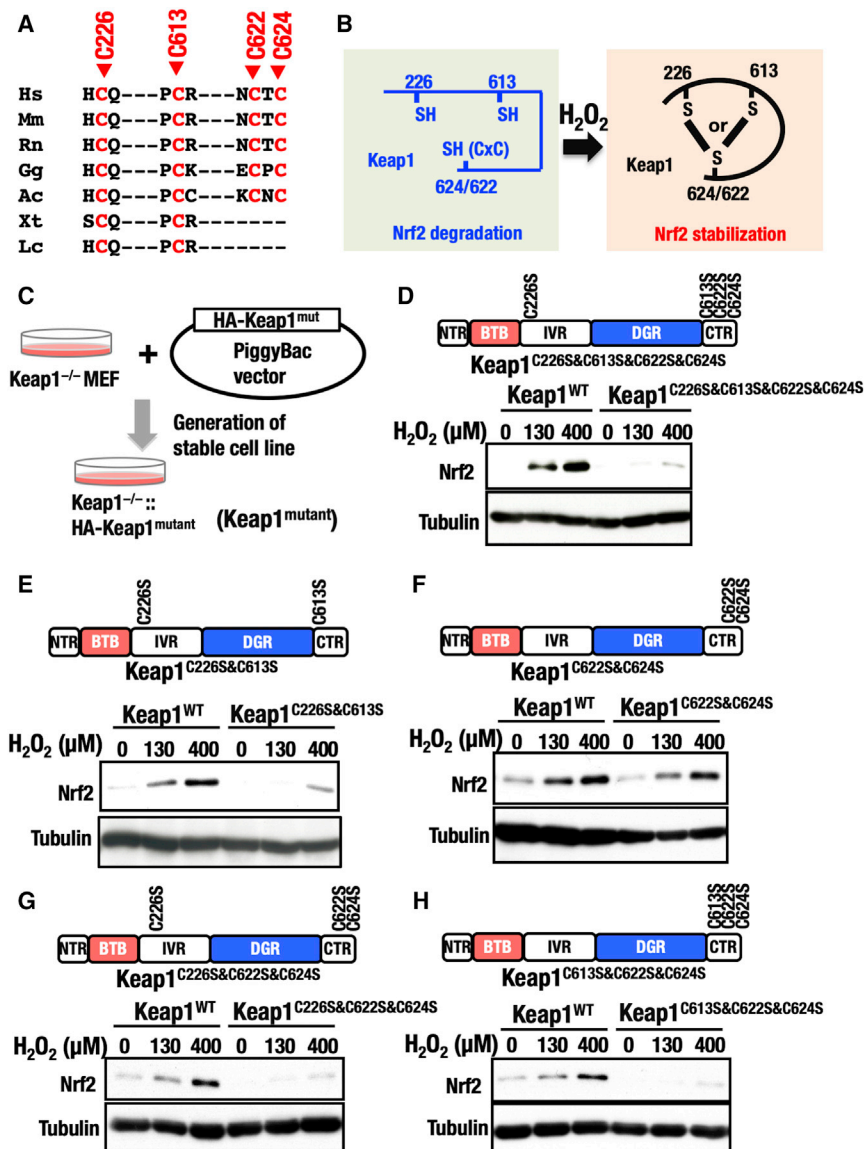 A
C226
C613
C622
C624
Hs HCQ---PCR---NCTC
Mm HCQ---PCR---NCTC
Rn HCQ---PCR---NCTC
Gg HCQ---PCK---ECPC
Ac HCQ---PCC---KCNC
Xt SCQ---PCR-------
Lc HCQ---PCR-------
B
226 613
SH SH
Keap1
SH (CxC)
624/622
Nrf2 degradation
H2O2
226 613
S S
or
S
Keap1
624/622
Nrf2 stabilization
C
Keap1–/– MEF
+
HA-Keap1mut
PiggyBac
vector
Generation of
stable cell line
Keap1–/–::
HA-Keap1mutant
(Keap1mutant)
D
C226S
C613S
C622S
C624S
NTR BTB IVR DGR CTR
Keap1C226S&C613S&C622S&C624S
Keap1WT Keap1C226S&C613S&C622S&C624S
H2O2 (μM) 0 130 400 0 130 400
Nrf2
Tubulin
E
C226S
C613S
NTR BTB IVR DGR CTR
Keap1C226S&C613S
Keap1WT Keap1C226S&C613S
H2O2 (μM) 0 130 400 0 130 400
Nrf2
Tubulin
F
C622S
C624S
NTR BTB IVR DGR CTR
Keap1C622S&C624S
Keap1WT Keap1C622S&C624S
H2O2 (μM) 0 130 400 0 130 400
Nrf2
Tubulin
G
C226S
C622S
C624S
NTR BTB IVR DGR CTR
Keap1C226S&C622S&C624S
Keap1WT Keap1C226S&C622S&C624S
H2O2 (μM) 0 130 400 0 130 400
Nrf2
Tubulin
H
C613S
C622S
C624S
NTR BTB IVR DGR CTR
Keap1C613S&C622S&C624S
Keap1WT Keap1C613S&C622S&C624S
H2O2 (μM) 0 130 400 0 130 400
Nrf2
Tubulin